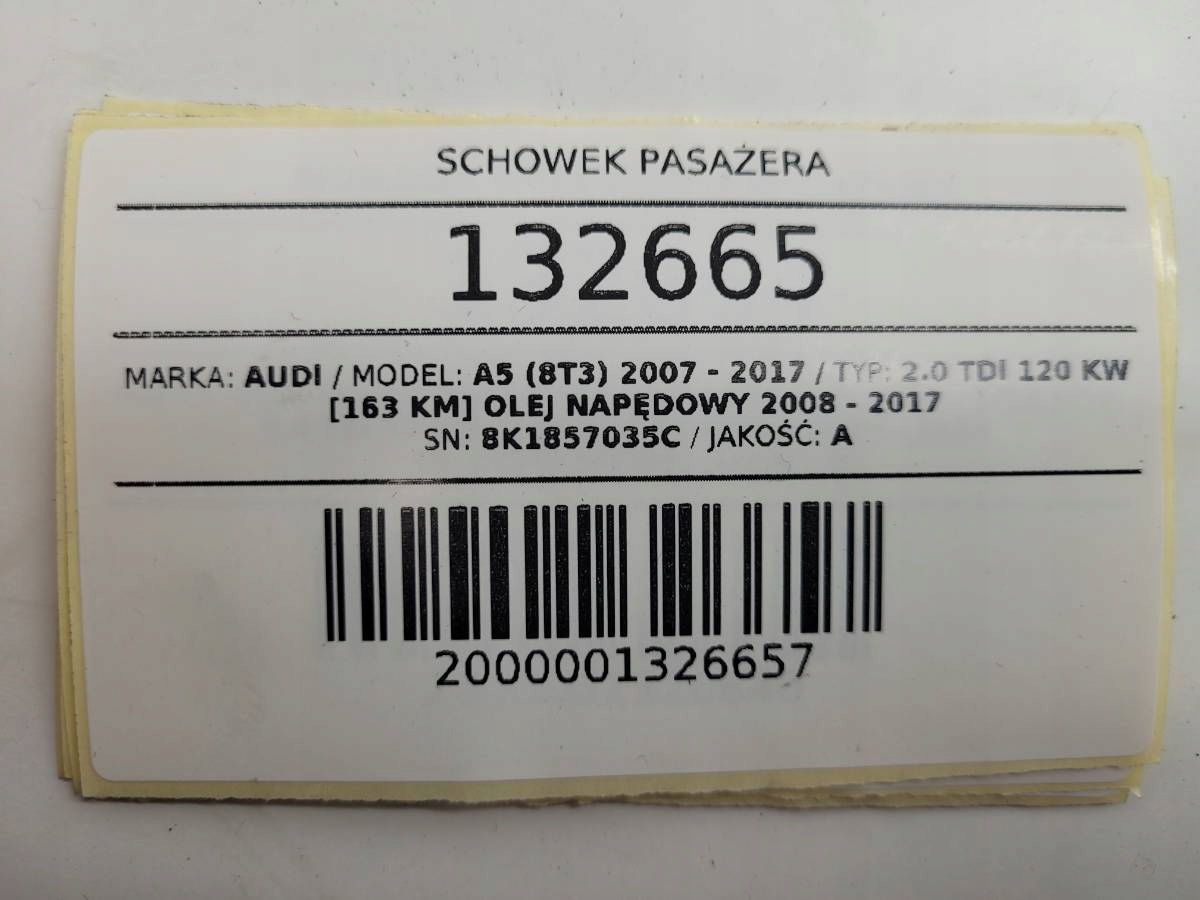 SCHOWEK PASAŻERA
132665
MARKA: AUDI / MODEL: A5 (8T3) 2007 - 2017 / TYP: 2.0 TDI 120 KW
[163 KM] OLEJ NAPĘDOWY 2008 - 2017
SN: 8K1857035C / JAKOŚĆ: A
2000001326657